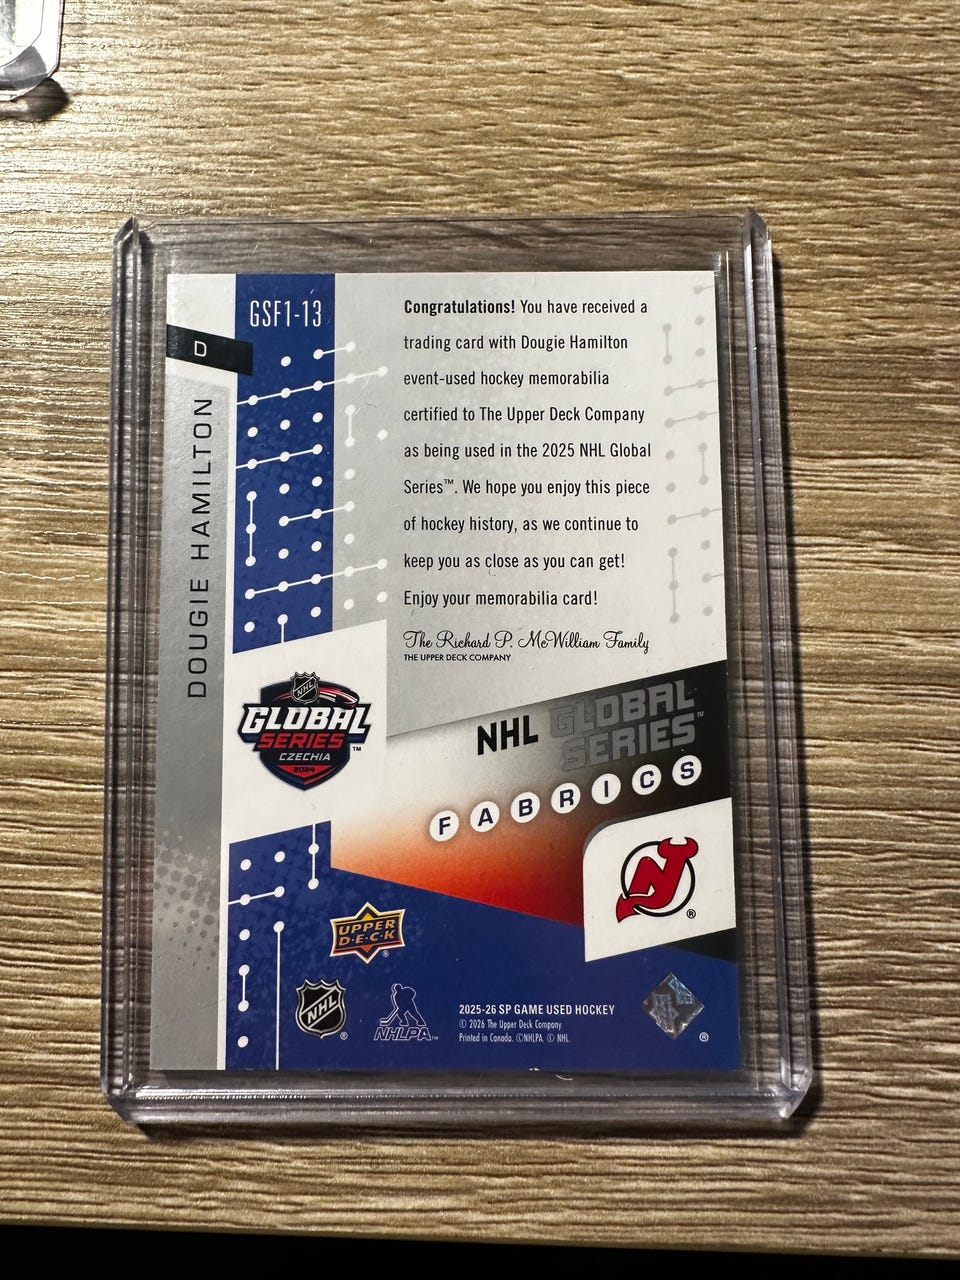 GSF1-13
D
DOUGIE HAMILTON
Congratulations! You have received a
trading card with Dougie Hamilton
event-used hockey memorabilia
certified to The Upper Deck Company
as being used in the 2025 NHL Global
Series™. We hope you enjoy this piece
of hockey history, as we continue to
keep you as close as you can get!
Enjoy your memorabilia card!
The Richard P. McWilliam Family
THE UPPER DECK COMPANY
NHL
GLOBAL
SERIES™
CZECHIA
2024
NHL GLOBAL
SERIES™
FABRICS
N
®
UPPER
D·E·C·K
®
NHL
®
NHLPA™
2025-26 SP GAME USED HOCKEY
© 2026 The Upper Deck Company.
Printed in Canada. ©NHLPA. © NHL.
®